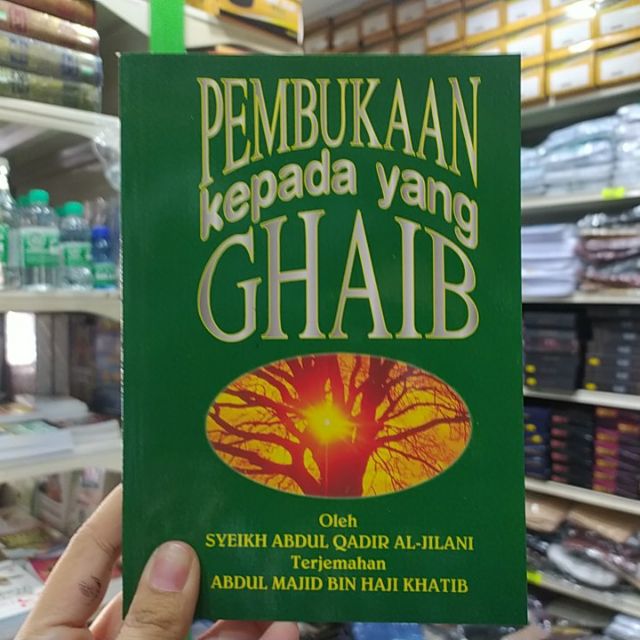 PEMBUKAAN
kepada yang
GHAIB
Oleh
SYEIKH ABDUL QADIR AL-JILANI
Terjemahan
ABDUL MAJID BIN HAJI KHATIB